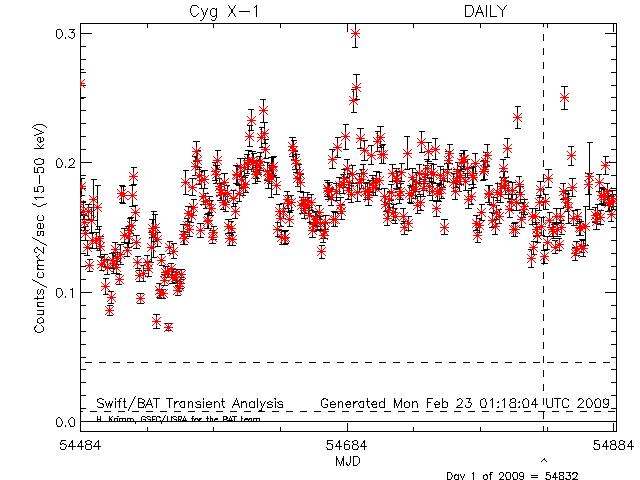 Cyg X-1 DAILY
0.3
0.2
0.1
0.0
Counts/cm^2/sec (15-50 keV)
Swift/BAT Transient Analysis Generated Mon Feb 23 01:18:04 UTC 2009
H. Krimm, GSFC/USRA for the BAT team
54484 54684 54884
MJD
^
Day 1 of 2009 = 54832